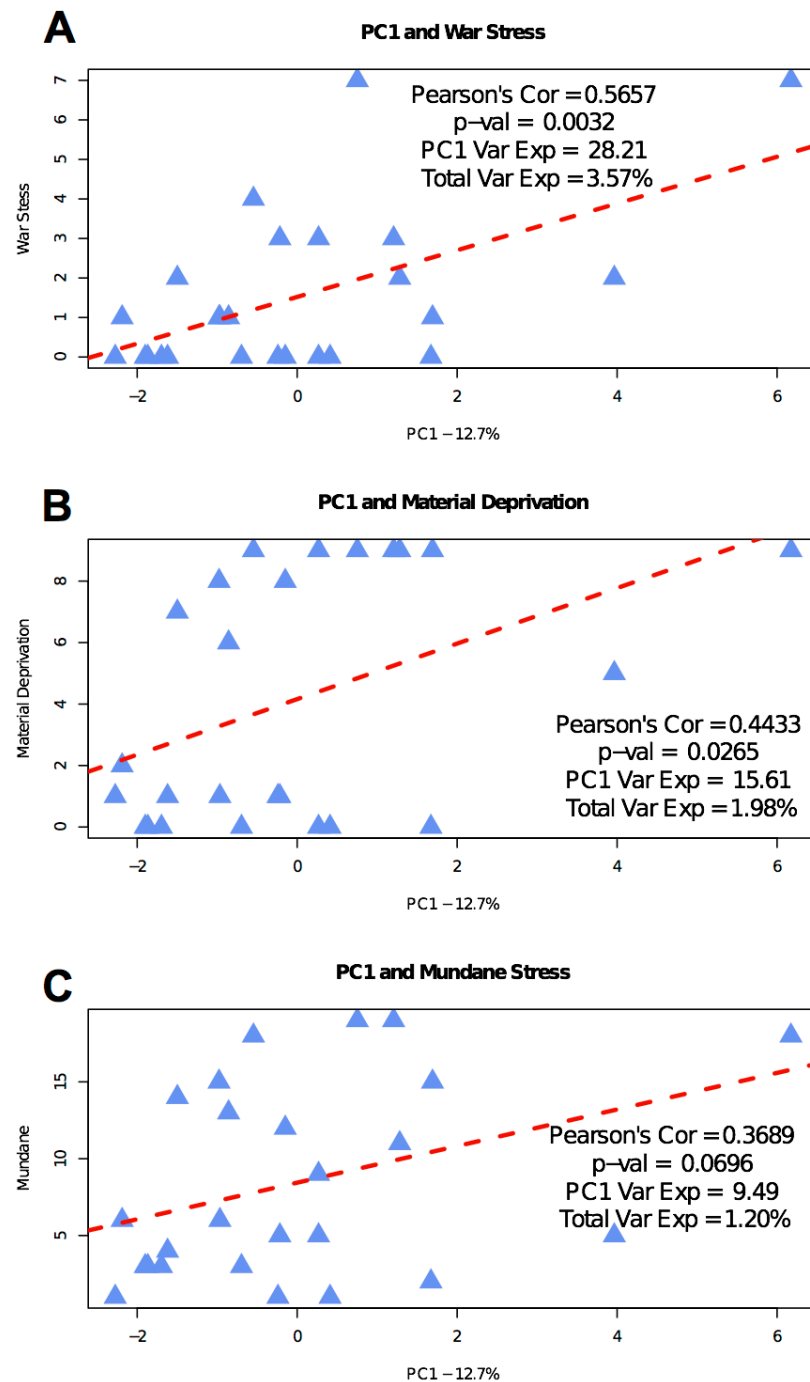 A
PC1 and War Stress
7
6
5
4
3
2
1
0
War Stess
Pearson's Cor = 0.5657
p-val = 0.0032
PC1 Var Exp = 28.21
Total Var Exp = 3.57%
-2 0 2 4 6
PC1 - 12.7%
B
PC1 and Material Deprivation
8
6
4
2
0
Material Deprivation
Pearson's Cor = 0.4433
p-val = 0.0265
PC1 Var Exp = 15.61
Total Var Exp = 1.98%
-2 0 2 4 6
PC1 - 12.7%
C
PC1 and Mundane Stress
15
10
5
Mundane
Pearson's Cor = 0.3689
p-val = 0.0696
PC1 Var Exp = 9.49
Total Var Exp = 1.20%
-2 0 2 4 6
PC1 - 12.7%